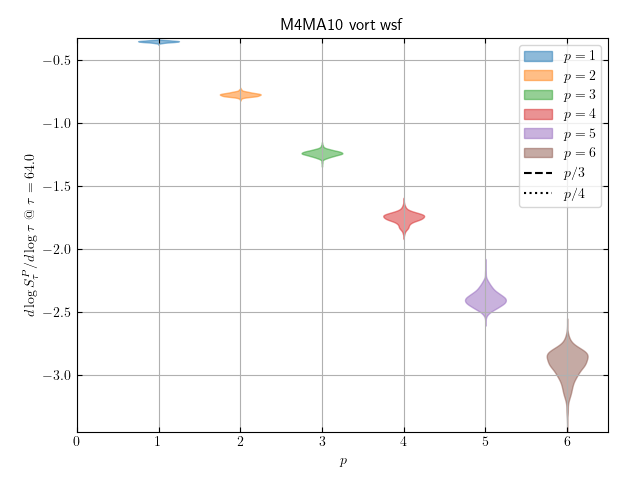 M4MA10 vort wsf
d log S_τ^P / d log τ @ τ = 64.0
−0.5
−1.0
−1.5
−2.0
−2.5
−3.0
0 1 2 3 4 5 6
p
p = 1
p = 2
p = 3
p = 4
p = 5
p = 6
p/3
p/4